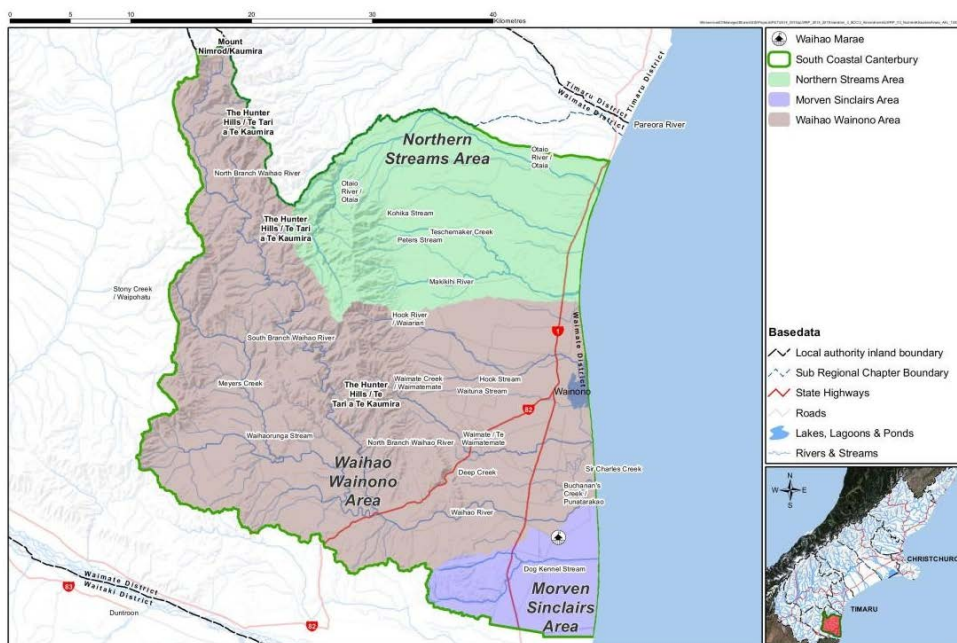 0
10
20
30
40
Kilometres
Mount
Nimrod/Kaumira
Timaru District
Waimate District
Timaru District
Pareora River
The Hunter
Hills / Te Tari
a Te Kaumira
Northern
Streams Area
Otaio
River /
Otaia
North Branch Waihao River
Otaio
River /
Otaia
Kohika Stream
The Hunter
Hills / Te Tari
a Te Kaumira
Teschemaker Creek
Peters Stream
Makikihi River
Stony Creek
/ Waipohatu
Hook River
/ Waiariari
1
Waimate District
South Branch Waihao River
Meyers Creek
The Hunter
Hills / Te
Tari a Te Kaumira
Waimate Creek
/ Waimatemate
Hook Stream
Waituna Stream
Wainono
82
Waihaorunga Stream
North Branch Waihao River
Waimate / Te
Waimatemate
Waihao
Wainono
Area
Deep Creek
Sir Charles Creek
Buchanan's
Creek /
Punatarakao
Waihao River
Dog Kennel Stream
Morven
Sinclairs
Area
Waimate District
Waitaki District
83
Duntroon
82
Waihao Marae
South Coastal Canterbury
Northern Streams Area
Morven Sinclairs Area
Waihao Wainono Area
Basedata
Local authority inland boundary
Sub Regional Chapter Boundary
State Highways
Roads
Lakes, Lagoons & Ponds
Rivers & Streams
N
W
E
S
CHRISTCHURC
TIMARU